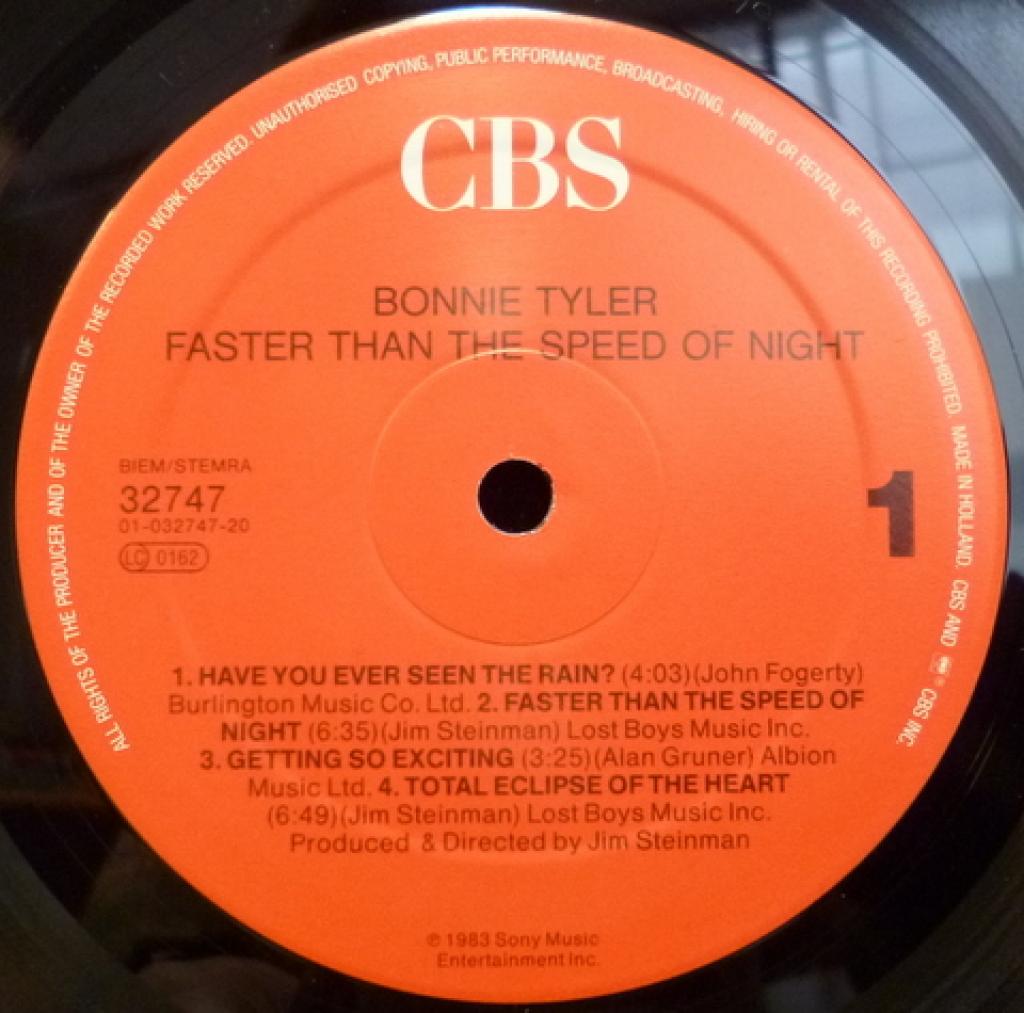 ALL RIGHTS OF THE PRODUCER AND OF THE OWNER OF THE RECORDED WORK RESERVED. UNAUTHORISED COPYING, PUBLIC PERFORMANCE, BROADCASTING, HIRING OR RENTAL OF THIS RECORDING PROHIBITED. MADE IN HOLLAND. CBS AND CBS INC.
CBS
BONNIE TYLER
FASTER THAN THE SPEED OF NIGHT
BIEM/STEMRA
32747
01-032747-20
LC 0162
1
1. HAVE YOU EVER SEEN THE RAIN? (4:03)(John Fogerty)
Burlington Music Co. Ltd. 2. FASTER THAN THE SPEED OF
NIGHT (6:35)(Jim Steinman) Lost Boys Music Inc.
3. GETTING SO EXCITING (3:25)(Alan Gruner) Albion
Music Ltd. 4. TOTAL ECLIPSE OF THE HEART
(6:49)(Jim Steinman) Lost Boys Music Inc.
Produced & Directed by Jim Steinman
℗ 1983 Sony Music
Entertainment Inc.